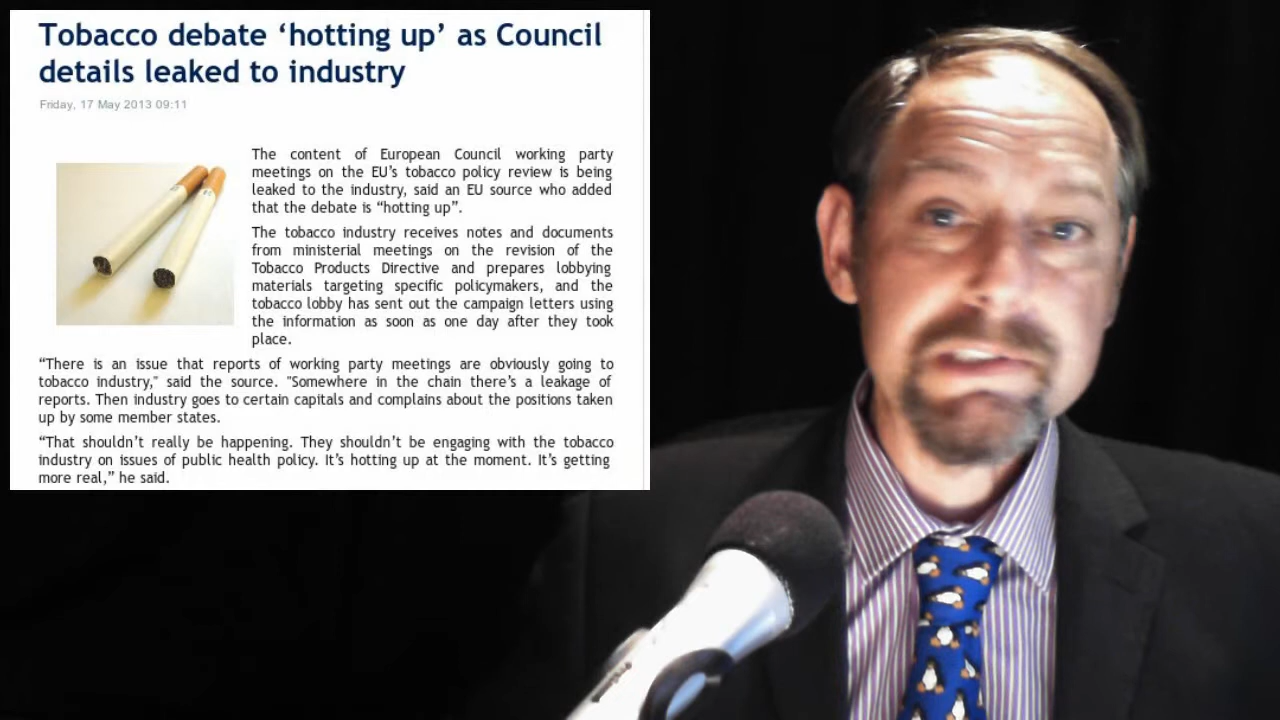 Tobacco debate ‘hotting up’ as Council
details leaked to industry
Friday, 17 May 2013 09:11
The content of European Council working party
meetings on the EU’s tobacco policy review is being
leaked to the industry, said an EU source who added
that the debate is “hotting up”.
The tobacco industry receives notes and documents
from ministerial meetings on the revision of the
Tobacco Products Directive and prepares lobbying
materials targeting specific policymakers, and the
tobacco lobby has sent out the campaign letters using
the information as soon as one day after they took
place.
“There is an issue that reports of working party meetings are obviously going to
tobacco industry," said the source. "Somewhere in the chain there’s a leakage of
reports. Then industry goes to certain capitals and complains about the positions taken
up by some member states.
“That shouldn’t really be happening. They shouldn’t be engaging with the tobacco
industry on issues of public health policy. It’s hotting up at the moment. It’s getting
more real,” he said.